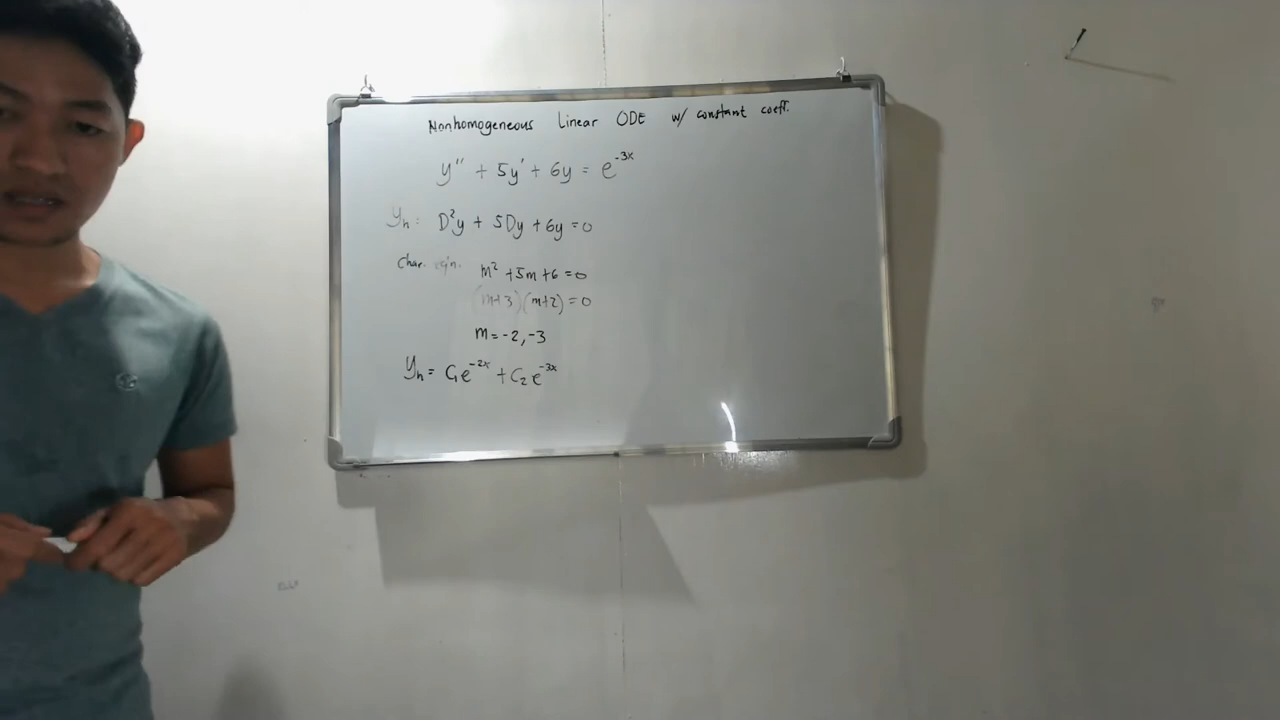 Nonhomogeneous Linear ODE w/ constant coeff.
y'' + 5y' + 6y = e^-3x
y_h: D²y + 5Dy + 6y = 0
Char. eqn. m² + 5m + 6 = 0
(m+3)(m+2) = 0
m = -2, -3
y_h = C₁e^-2x + C₂e^-3x